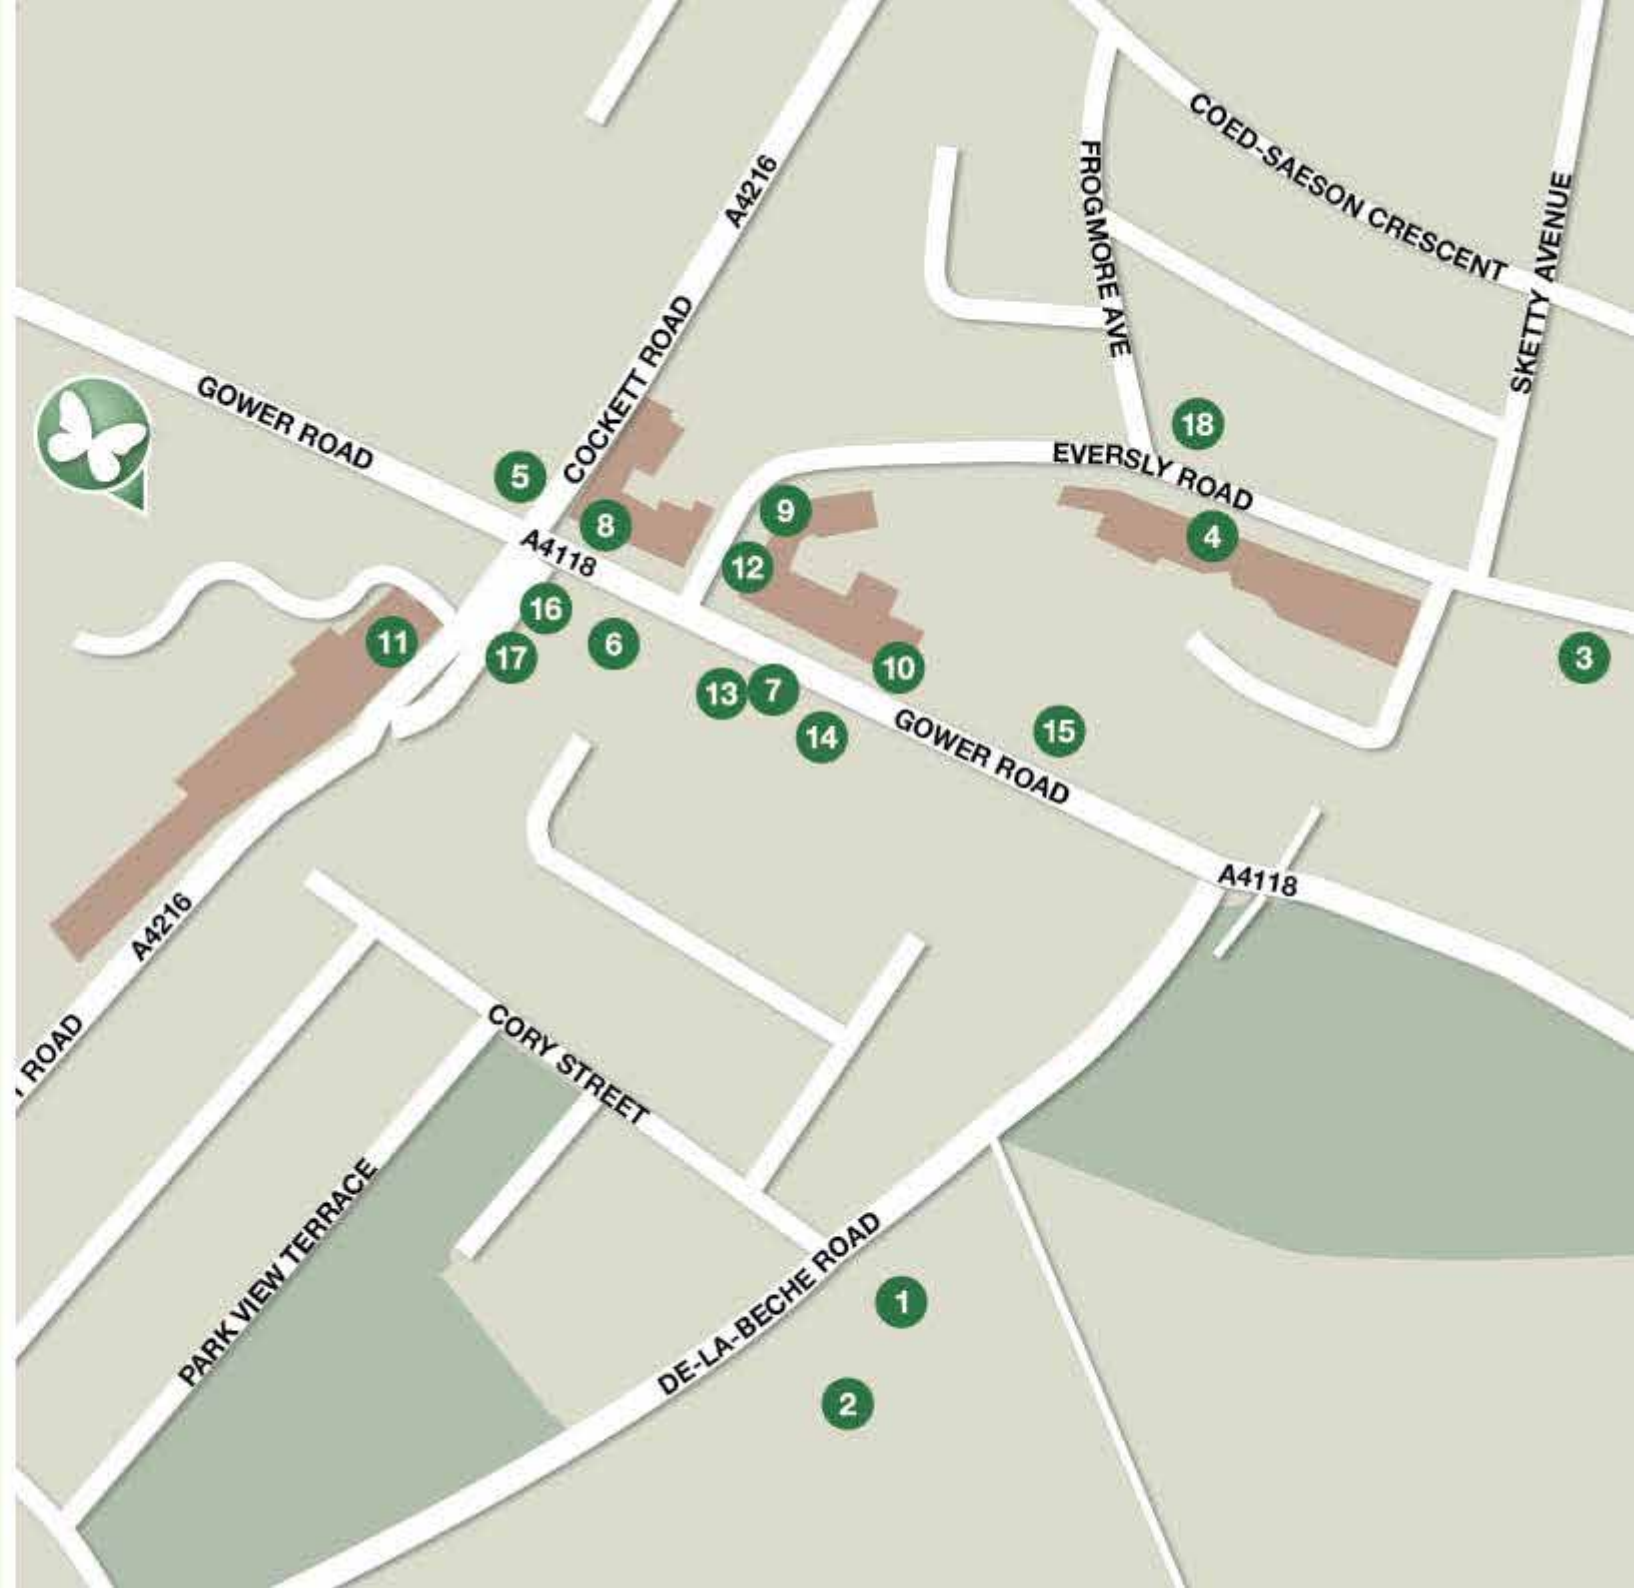 A4216
COED-SAESON CRESCENT
FROGMORE AVE
SKETTY AVENUE
COCKETT ROAD
GOWER ROAD
18
5
EVERSLY ROAD
9
8
4
A4118
12
16
11
6
17
3
10
13
7
14
15
GOWER ROAD
A4118
A4216
ROAD
CORY STREET
PARK VIEW TERRACE
DE-LA-BECHE ROAD
1
2